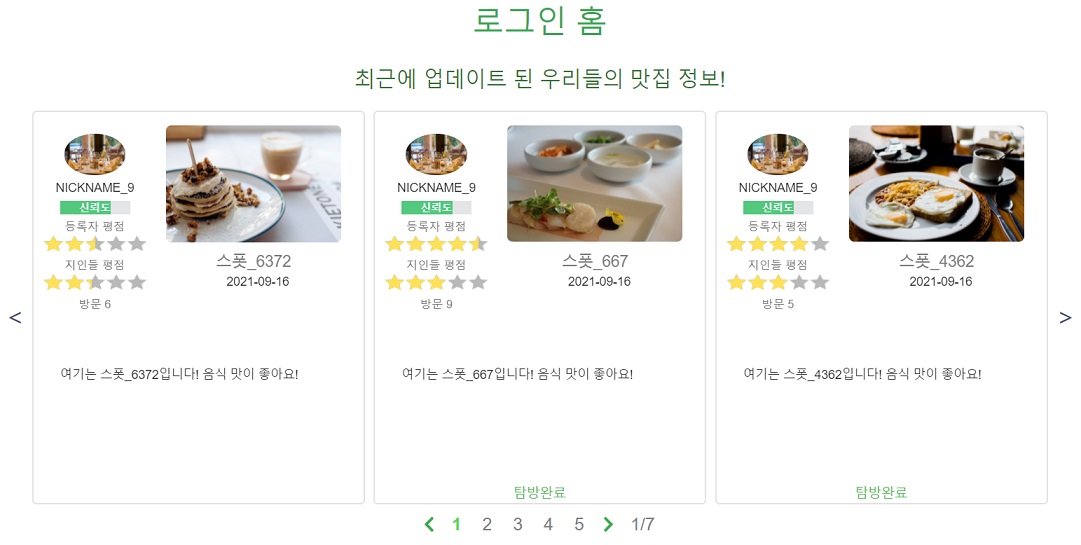 로그인 홈
최근에 업데이트 된 우리들의 맛집 정보!
NICKNAME_9
신뢰도
등록자 평점
지인들 평점
방문 6
스폿_6372
2021-09-16
여기는 스폿_6372입니다! 음식 맛이 좋아요!
NICKNAME_9
신뢰도
등록자 평점
지인들 평점
방문 9
스폿_667
2021-09-16
여기는 스폿_667입니다! 음식 맛이 좋아요!
탐방완료
NICKNAME_9
신뢰도
등록자 평점
지인들 평점
방문 5
스폿_4362
2021-09-16
여기는 스폿_4362입니다! 음식 맛이 좋아요!
탐방완료
< >
1 2 3 4 5 1/7